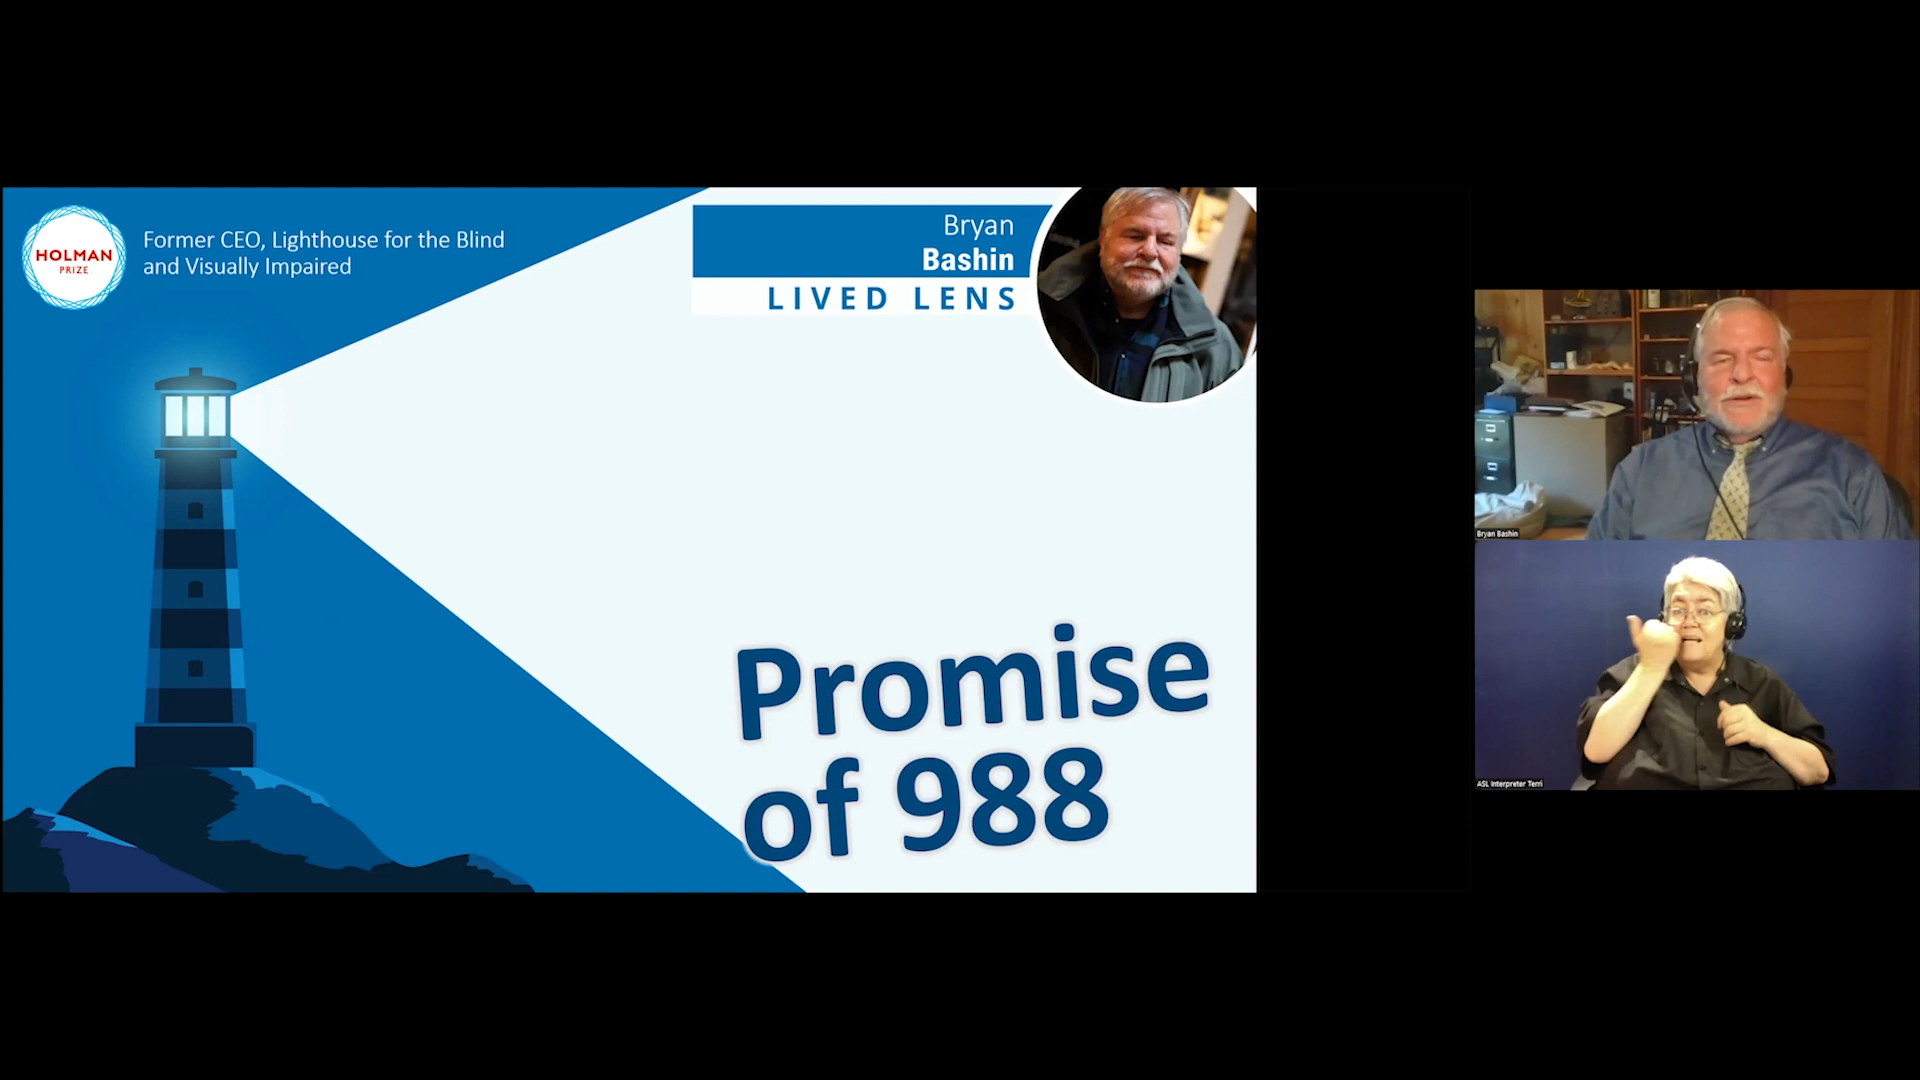 HOLMAN
PRIZE
Former CEO, Lighthouse for the Blind
and Visually Impaired
Bryan
Bashin
LIVED LENS
Promise
of 988
Bryan Bashin
ASL Interpreter Terri